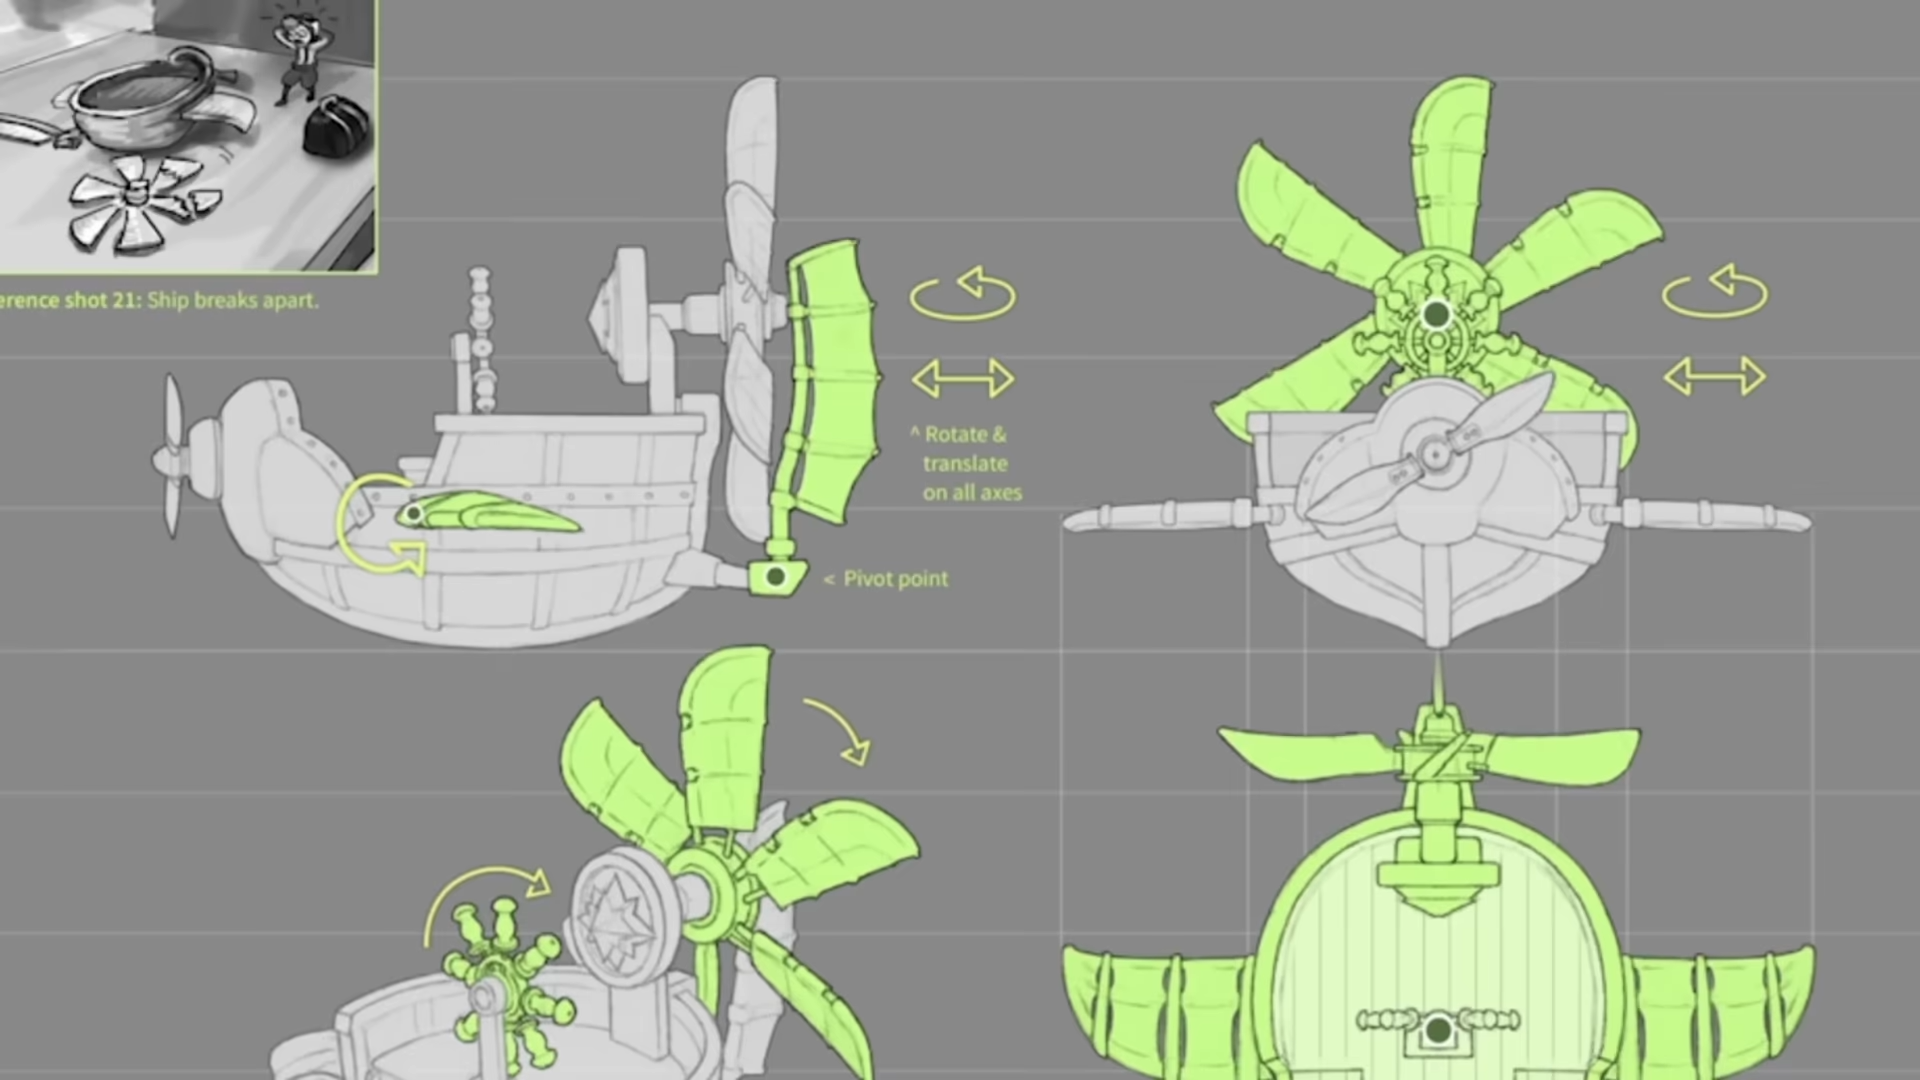 erence shot 21: Ship breaks apart.
^ Rotate &
translate
on all axes
< Pivot point